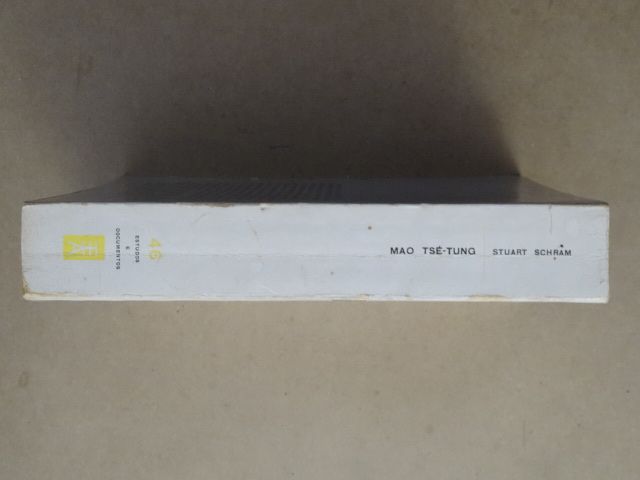 MAO TSÉ-TUNG STUART SCHRAM
46
ESTUDOS
E
DOCUMENTOS